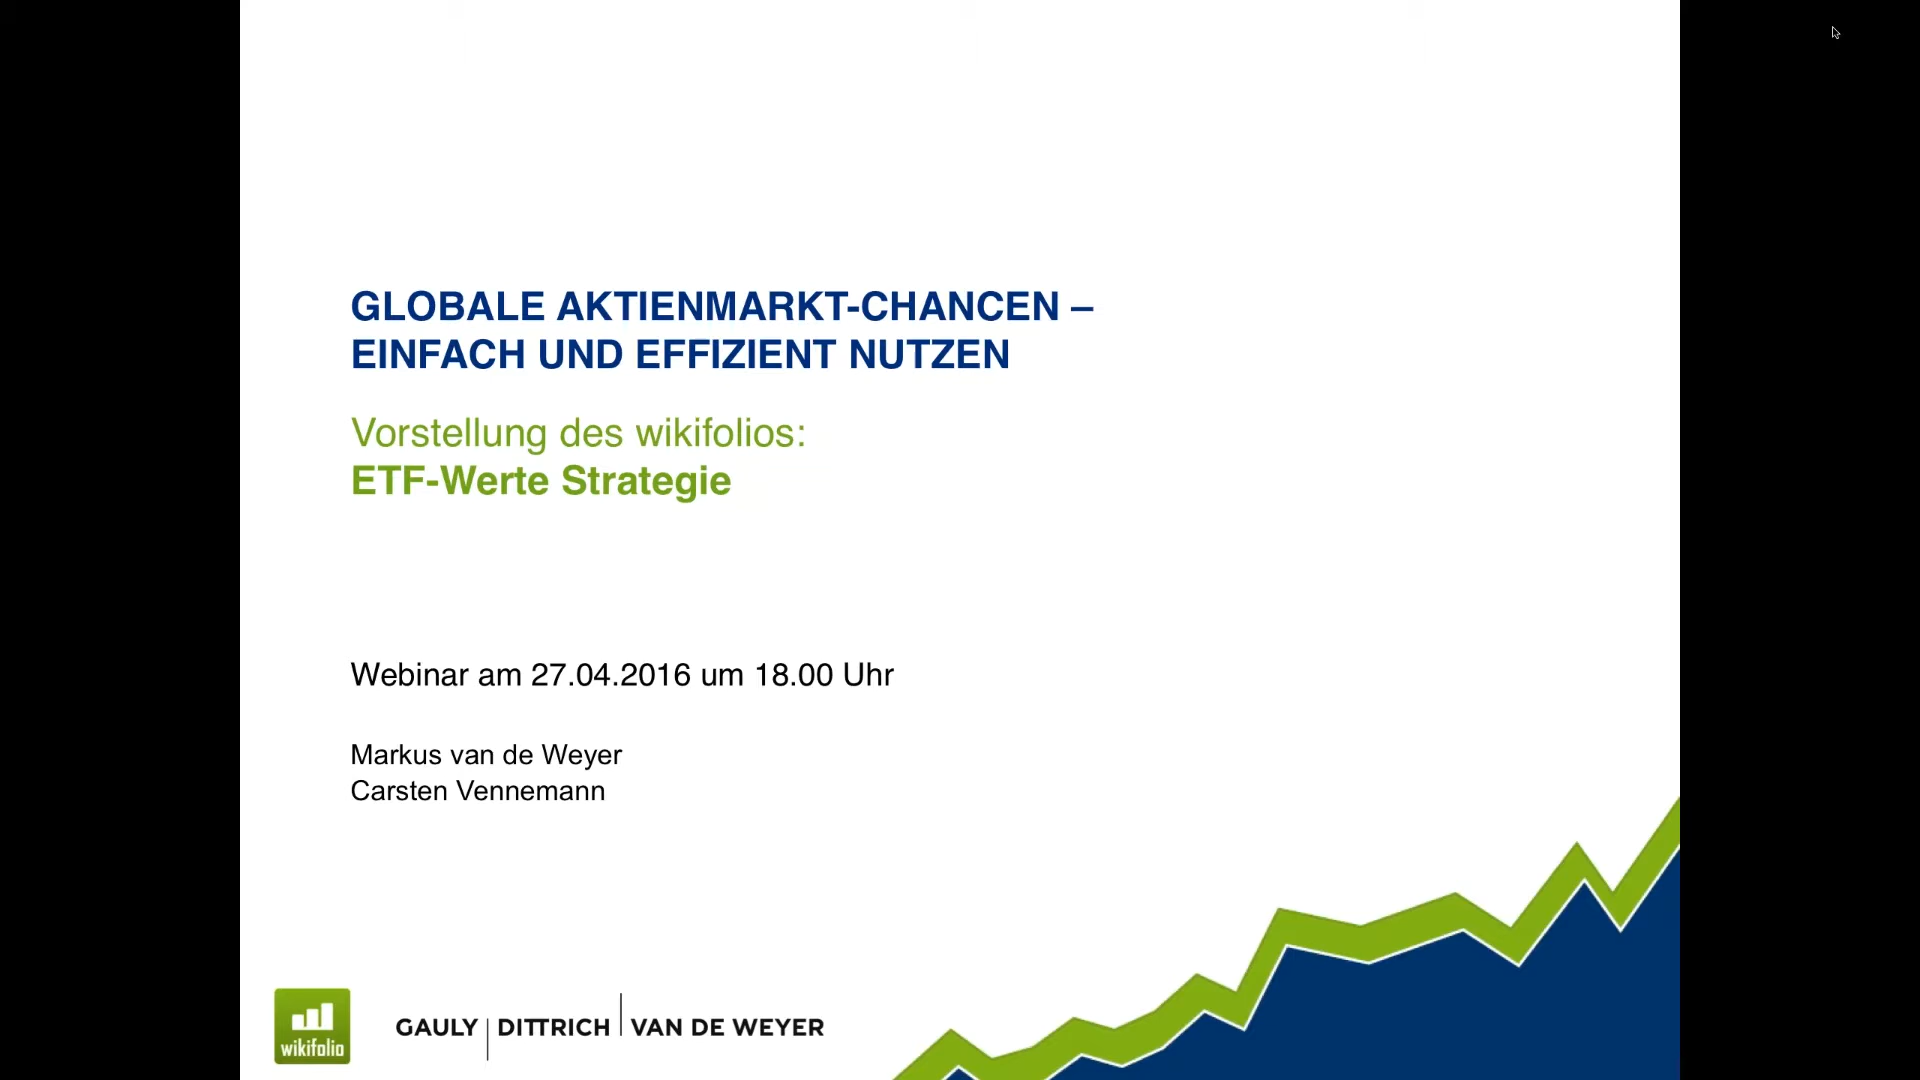 GLOBALE AKTIENMARKT-CHANCEN –
EINFACH UND EFFIZIENT NUTZEN
Vorstellung des wikifolios:
ETF-Werte Strategie
Webinar am 27.04.2016 um 18.00 Uhr
Markus van de Weyer
Carsten Vennemann
wikifolio
GAULY DITTRICH VAN DE WEYER